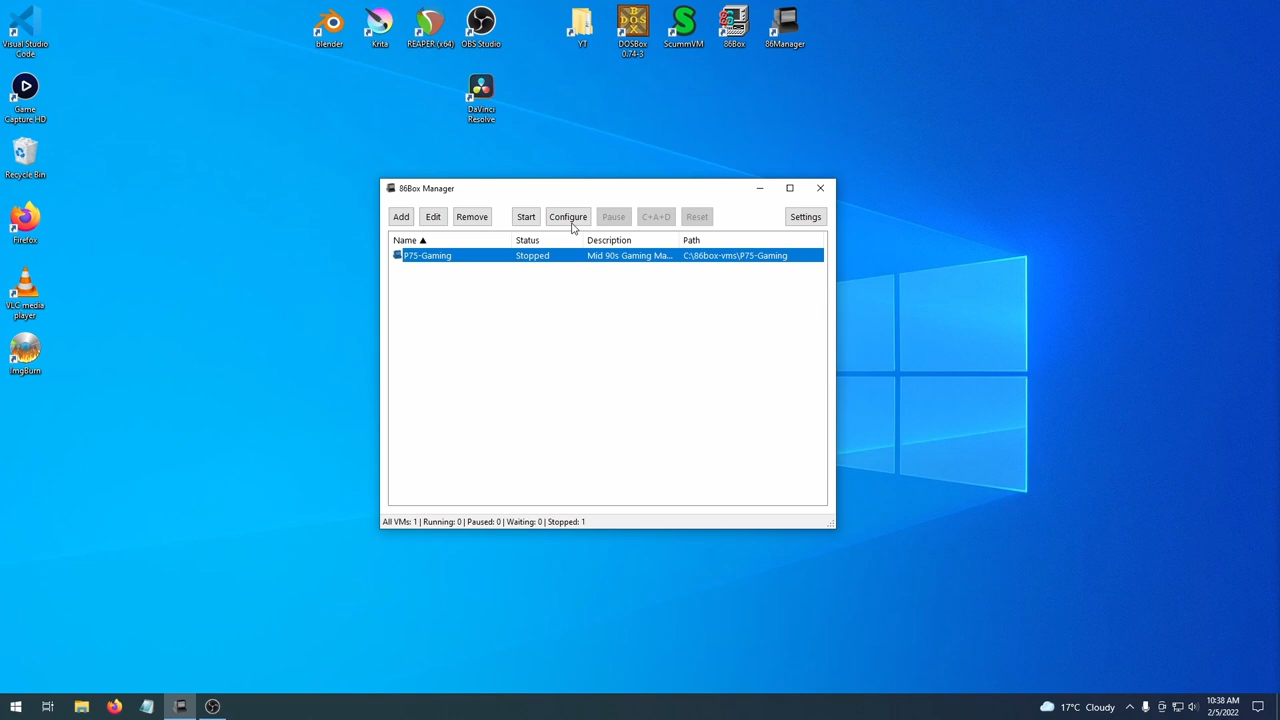 Visual Studio
Code
blender
Krita
REAPER (x64)
OBS Studio
YT
DOSBox
0.74-3
ScummVM
86Box
86Manager
Game
Capture HD
DaVinci
Resolve
Recycle Bin
Firefox
VLC media
player
ImgBurn
86Box Manager
Add
Edit
Remove
Start
Configure
Pause
C+A+D
Reset
Settings
Name
Status
Description
Path
P75-Gaming
Stopped
Mid 90s Gaming Ma...
C:\86box-vms\P75-Gaming
All VMs: 1 | Running: 0 | Paused: 0 | Waiting: 0 | Stopped: 1
17°C Cloudy
10:38 AM
2/5/2022